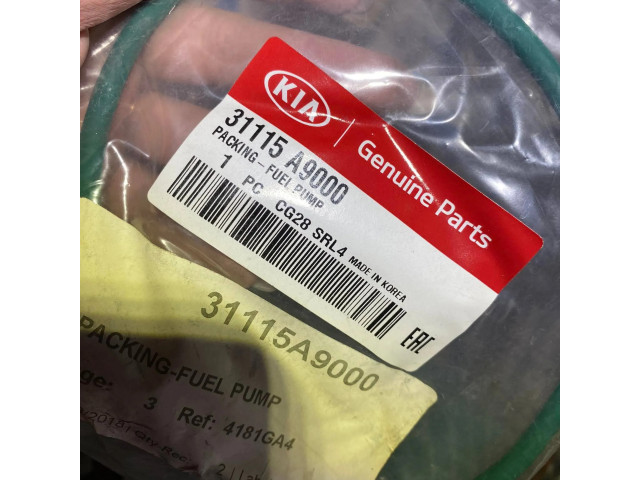 KIA
Genuine Parts
31115 A9000
PACKING-FUEL PUMP
1 PC CG28 SRL4 MADE IN KOREA
EAC
31115A9000
PACKING-FUEL PUMP
3 Ref: 4181GA4